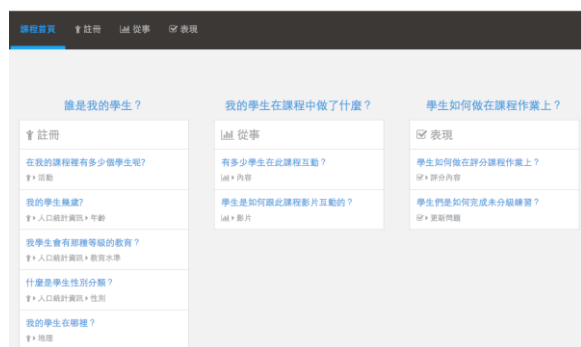 課程首頁 註冊 從事 表現
誰是我的學生？
註冊
在我的課程裡有多少個學生呢?
活動
我的學生幾歲?
人口統計資訊 年齡
我學生會有那種等級的教育？
人口統計資訊 教育水準
什麼是學生性別分類？
人口統計資訊 性別
我的學生在哪裡？
地理
我的學生在課程中做了什麼？
從事
有多少學生在此課程互動？
內容
學生是如何跟此課程影片互動的？
影片
學生如何做在課程作業上？
表現
學生如何做在評分課程作業上？
評分內容
學生們是如何完成未分級練習？
更新問題